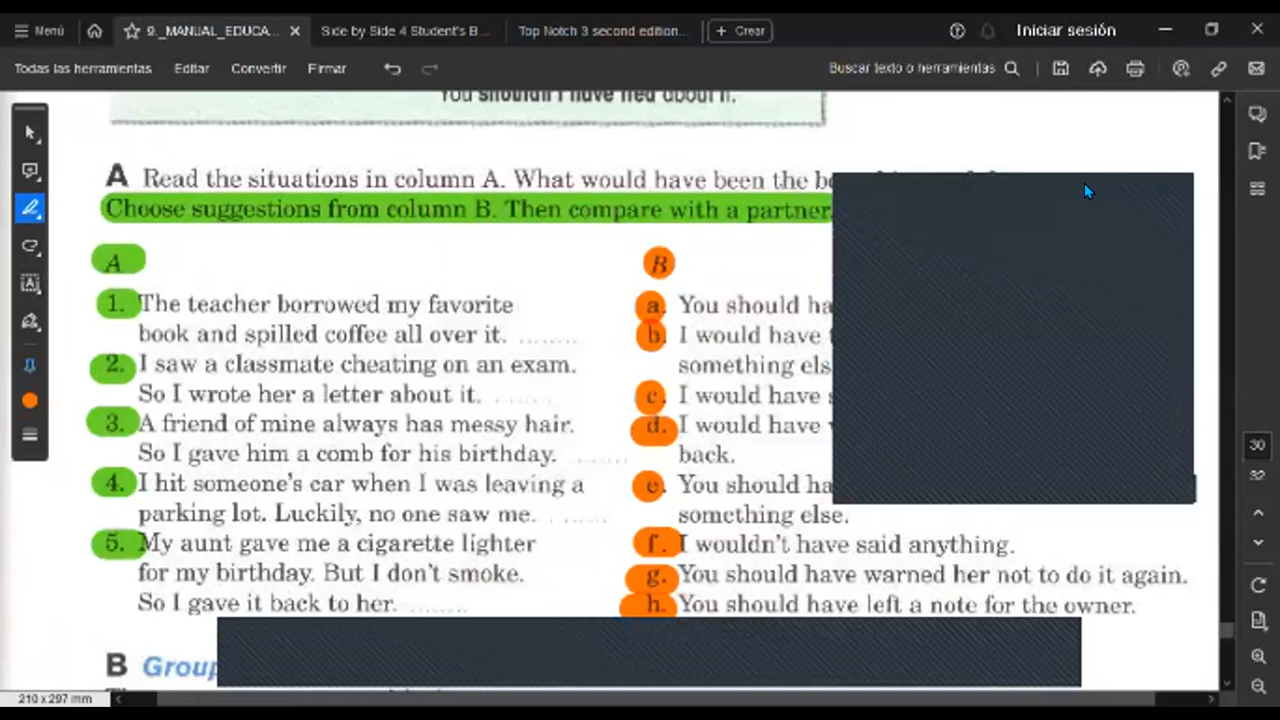 Menú
9._MANUAL_EDUCA...
Side by Side 4 Student's B...
Top Notch 3 second edition...
+ Crear
Iniciar sesión
Todas las herramientas
Editar
Convertir
Firmar
Buscar texto o herramientas
You shouldn't have lied about it.
A Read the situations in column A. What would have been the
Choose suggestions from column B. Then compare with a partner.
A
1. The teacher borrowed my favorite
book and spilled coffee all over it. .........
2. I saw a classmate cheating on an exam.
So I wrote her a letter about it. .........
3. A friend of mine always has messy hair.
So I gave him a comb for his birthday. .........
4. I hit someone's car when I was leaving a
parking lot. Luckily, no one saw me. .........
5. My aunt gave me a cigarette lighter
for my birthday. But I don't smoke.
So I gave it back to her. .........
B
a. You should
b. I would have
something
c. I would have
d. I would have
back.
e. You should
something else.
f. I wouldn't have said anything.
g. You should have warned her not to do it again.
h. You should have left a note for the owner.
B Group
30
32
210 x 297 mm